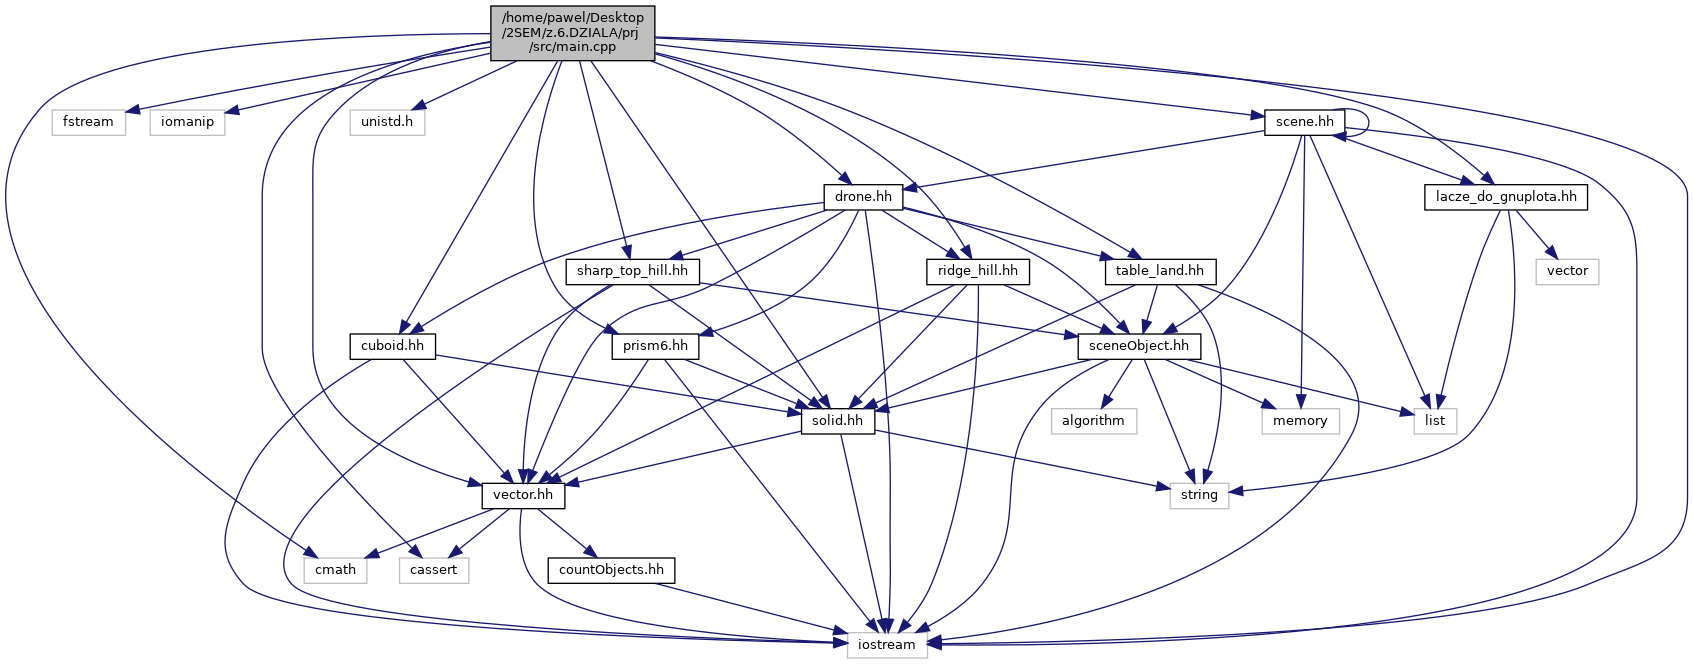 /home/pawel/Desktop
/2SEM/z.6.DZIALA/prj
/src/main.cpp
fstream
iomanip
unistd.h
scene.hh
drone.hh
lacze_do_gnuplota.hh
sharp_top_hill.hh
ridge_hill.hh
table_land.hh
vector
cuboid.hh
prism6.hh
sceneObject.hh
solid.hh
algorithm
memory
list
vector.hh
string
cmath
cassert
countObjects.hh
iostream